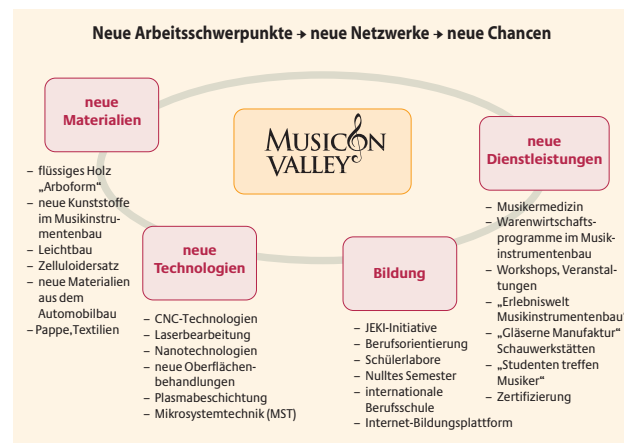 Neue Arbeitsschwerpunkte → neue Netzwerke → neue Chancen
MUSICON
VALLEY
neue
Materialien
– flüssiges Holz
„Arboform“
– neue Kunststoffe
im Musikinstru-
mentenbau
– Leichtbau
– Zelluloidersatz
– neue Materialien
aus dem
Automobilbau
– Pappe,Textilien
neue
Technologien
– CNC-Technologien
– Laserbearbeitung
– Nanotechnologien
– neue Oberflächen-
behandlungen
– Plasmabeschichtung
– Mikrosystemtechnik (MST)
Bildung
– JEKI-Initiative
– Berufsorientierung
– Schülerlabore
– Nulltes Semester
– internationale
Berufsschule
– Internet-Bildungsplattform
neue
Dienstleistungen
– Musikermedizin
– Warenwirtschafts-
programme im Musik-
instrumentenbau
– Workshops, Veranstal-
tungen
– „Erlebniswelt
Musikinstrumentenbau“
– „Gläserne Manufaktur“
Schauwerkstätten
– „Studenten treffen
Musiker“
– Zertifizierung